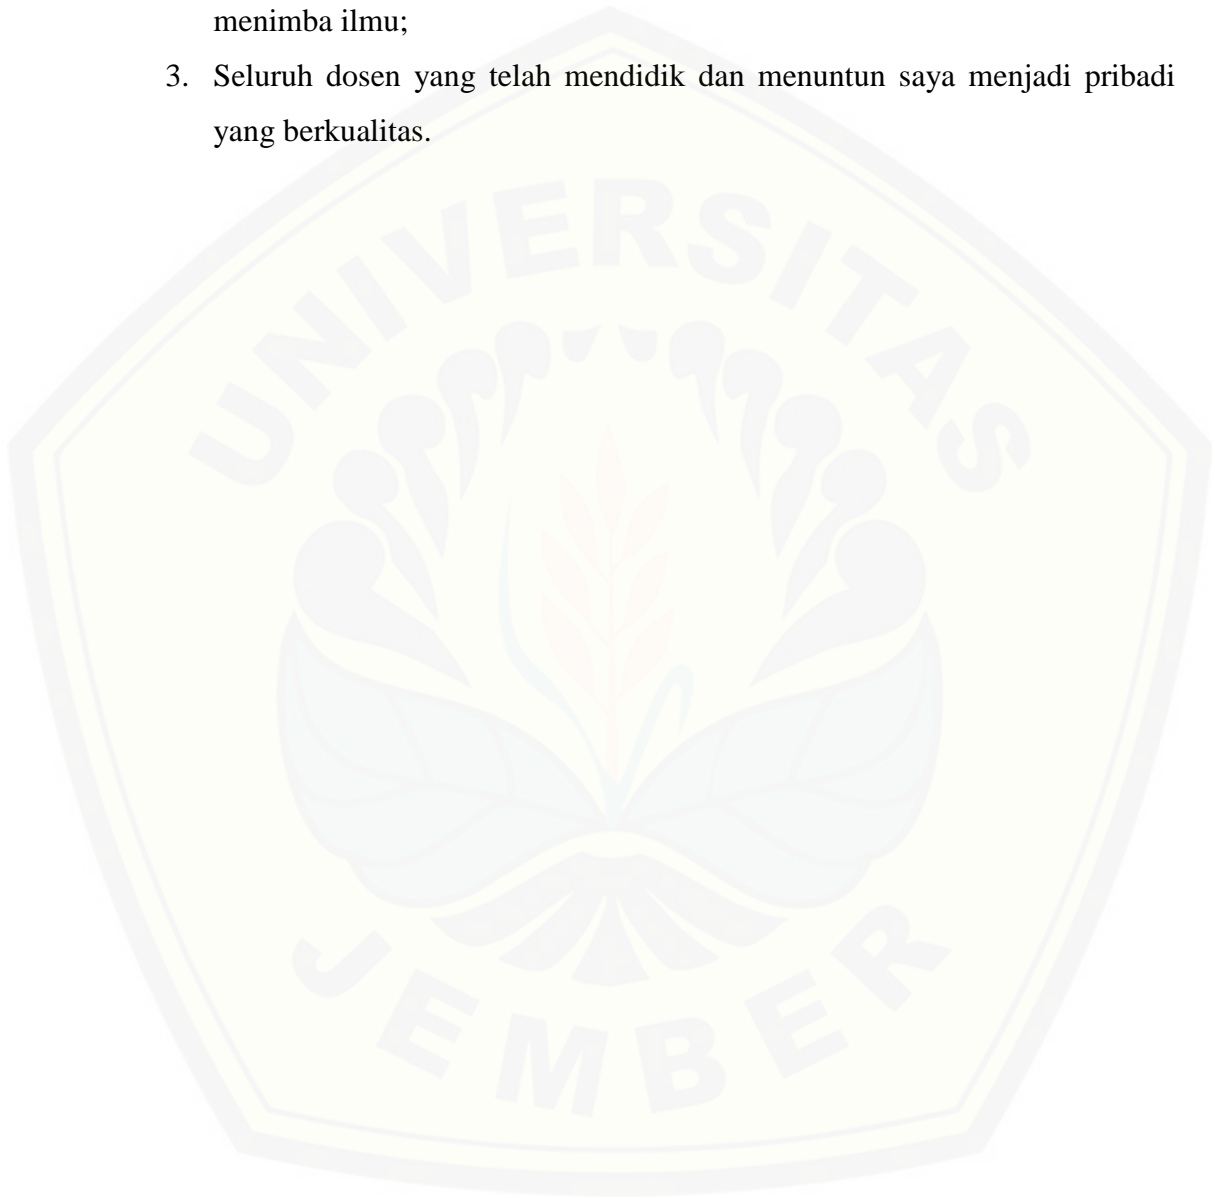 menimba ilmu;
3. Seluruh dosen yang telah mendidik dan menuntun saya menjadi pribadi
yang berkualitas.
UNIVERSITAS
JEMBER